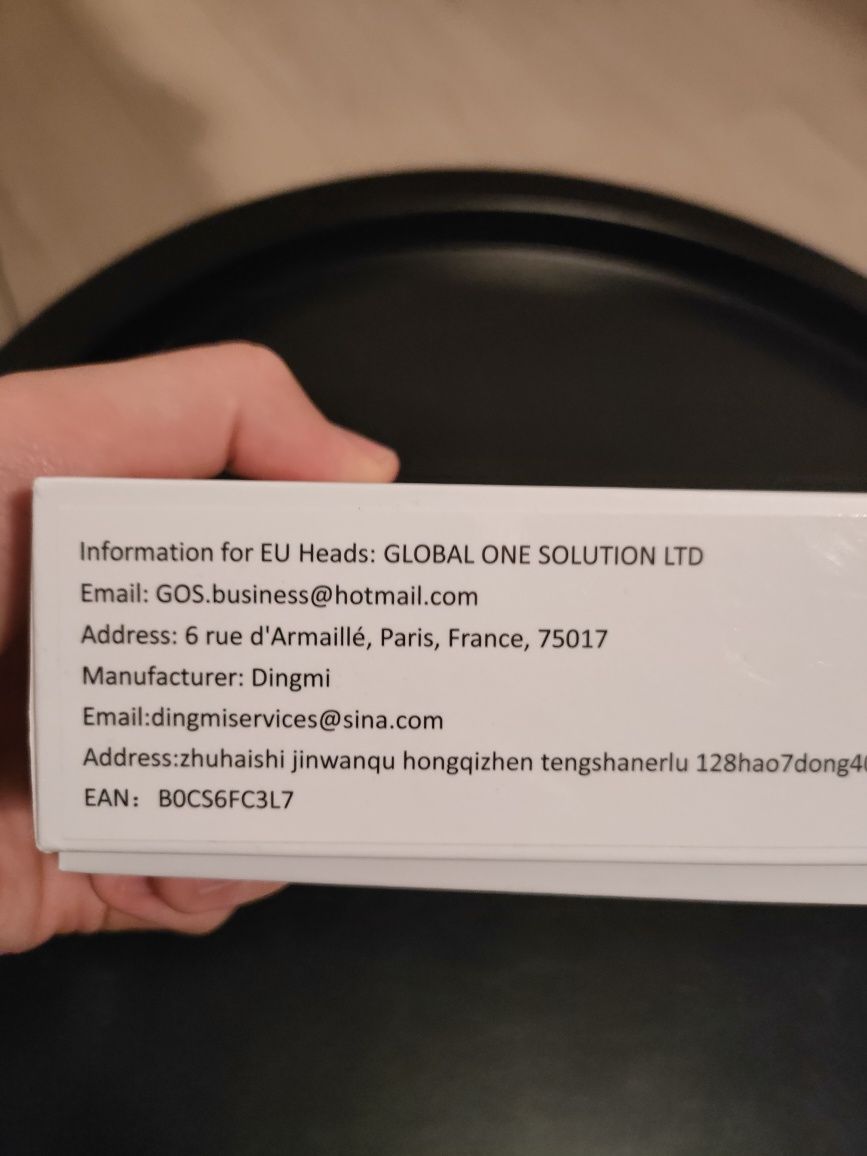 Information for EU Heads: GLOBAL ONE SOLUTION LTD
Email: GOS.business@hotmail.com
Address: 6 rue d'Armaillé, Paris, France, 75017
Manufacturer: Dingmi
Email:dingmiservices@sina.com
Address:zhuhaishi jinwanqu hongqizhen tengshanerlu
EAN： B0CS6FC3L7